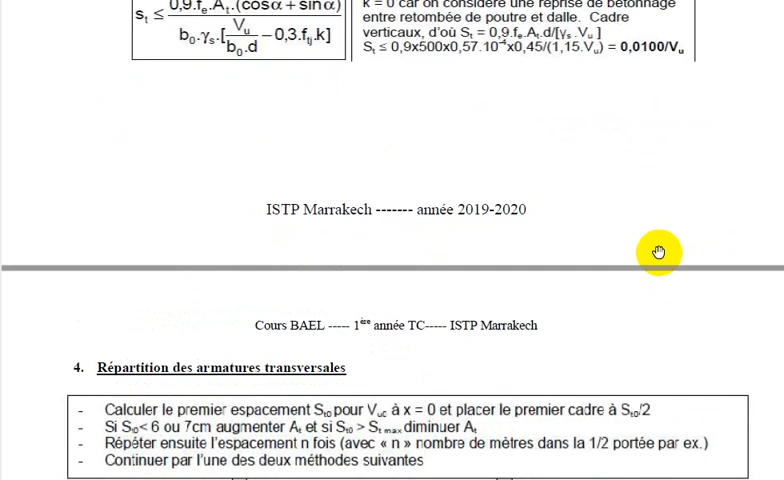 s_t ≤ 0,9.f_e.A_t.(cosα + sinα) / b_0.γ_s.[V_u/b_0.d − 0,3.f_tj.k]
k = 0 car on considère une reprise de bétonnage
entre retombée de poutre et dalle. Cadre
verticaux, d'où S_t = 0,9.f_e.A_t.d/[γ_s.V_u]
S_t ≤ 0,9x500x0,57.10⁻⁴x0,45/(1,15.V_u) = 0,0100/V_u
ISTP Marrakech ------- année 2019-2020
Cours BAEL ----- 1ère année TC----- ISTP Marrakech
4. Répartition des armatures transversales
- Calculer le premier espacement S_t0 pour V_uc à x = 0 et placer le premier cadre à S_t0/2
- Si S_t0 < 6 ou 7cm augmenter A_t et si S_t0 > S_t max diminuer A_t
- Répéter ensuite l'espacement n fois (avec « n » nombre de mètres dans la 1/2 portée par ex.)
- Continuer par l'une des deux méthodes suivantes